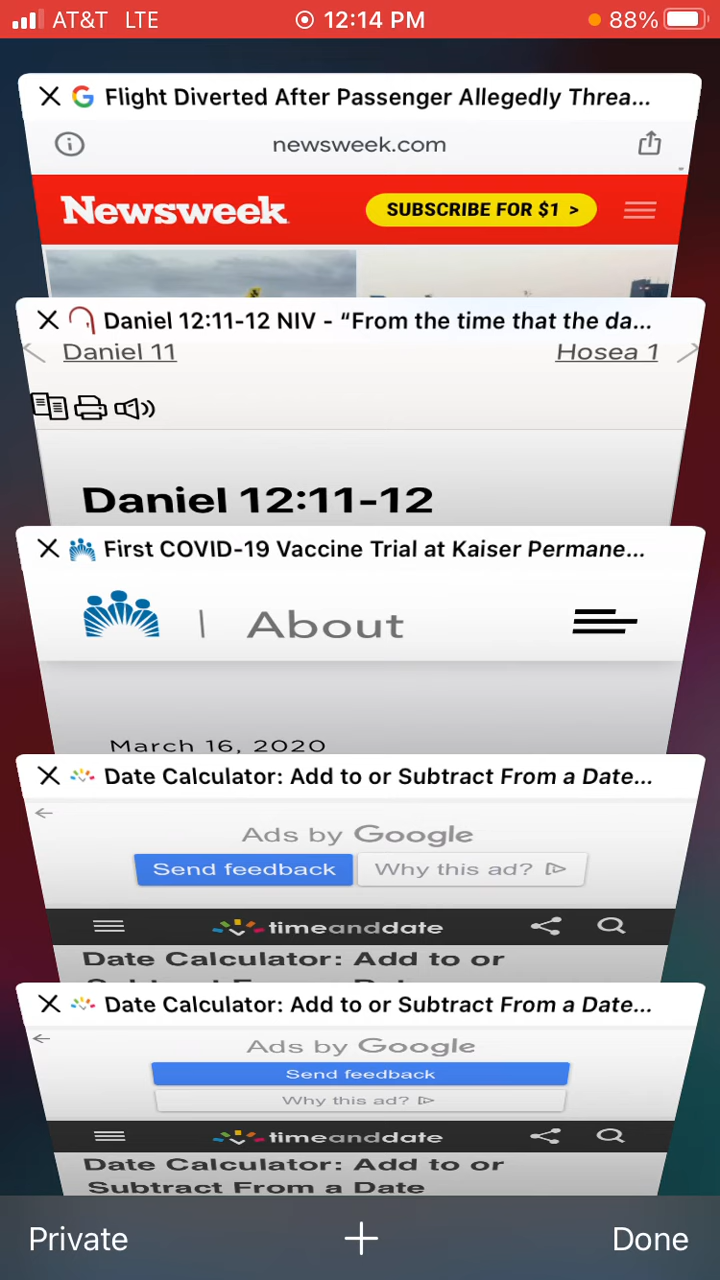 AT&T LTE 12:14 PM 88%
Flight Diverted After Passenger Allegedly Threa...
newsweek.com
Newsweek SUBSCRIBE FOR $1 >
Daniel 12:11-12 NIV - “From the time that the da...
Daniel 11 Hosea 1
Daniel 12:11-12
First COVID-19 Vaccine Trial at Kaiser Permane...
| About
March 16, 2020
Date Calculator: Add to or Subtract From a Date...
Ads by Google
Send feedback Why this ad?
timeanddate
Date Calculator: Add to or
Date Calculator: Add to or Subtract From a Date...
Ads by Google
Send feedback
Why this ad?
timeanddate
Date Calculator: Add to or
Subtract From a Date
Private + Done